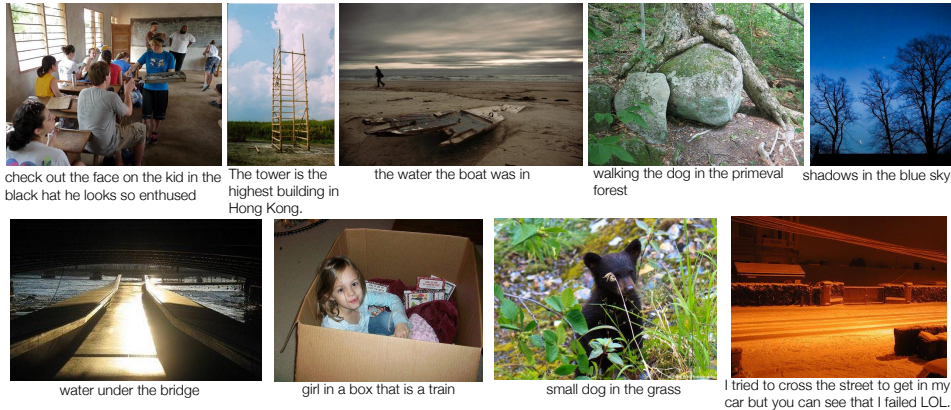 check out the face on the kid in the
black hat he looks so enthused
The tower is the
highest building in
Hong Kong.
the water the boat was in
walking the dog in the primeval
forest
shadows in the blue sky
water under the bridge
girl in a box that is a train
small dog in the grass
I tried to cross the street to get in my
car but you can see that I failed LOL.